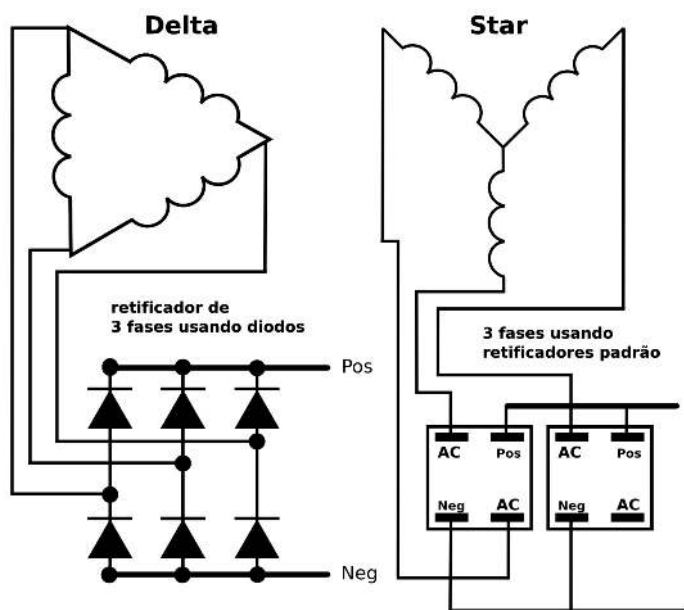 Delta
Star
retificador de
3 fases usando diodos
Pos
Neg
3 fases usando
retificadores padrão
AC
Pos
AC
Pos
Neg
AC
Neg
AC